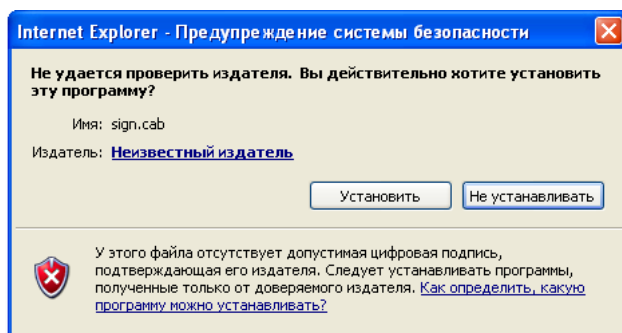 Internet Explorer - Предупреждение системы безопасности
Не удается проверить издателя. Вы действительно хотите установить
эту программу?
Имя: sign.cab
Издатель: Неизвестный издатель
Установить Не устанавливать
У этого файла отсутствует допустимая цифровая подпись,
подтверждающая его издателя. Следует устанавливать программы,
полученные только от доверяемого издателя. Как определить, какую
программу можно устанавливать?